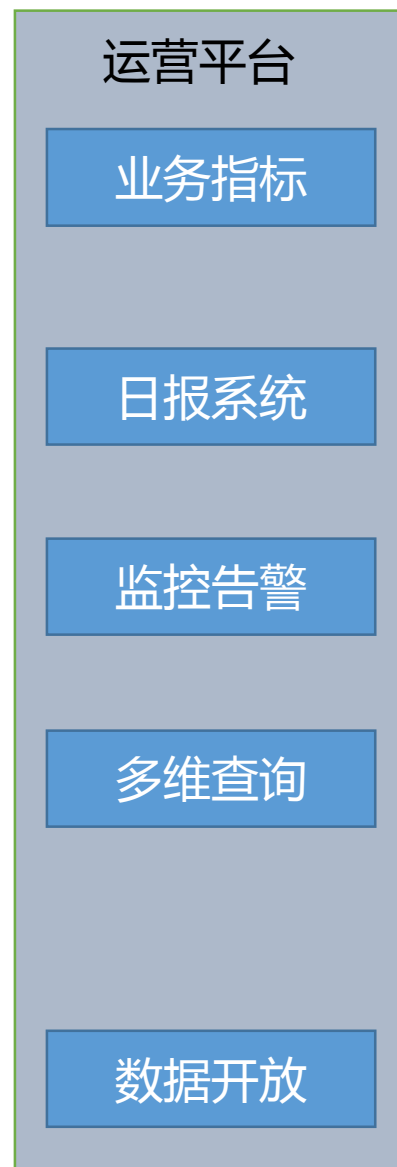 运营平台
业务指标
日报系统
监控告警
多维查询
数据开放